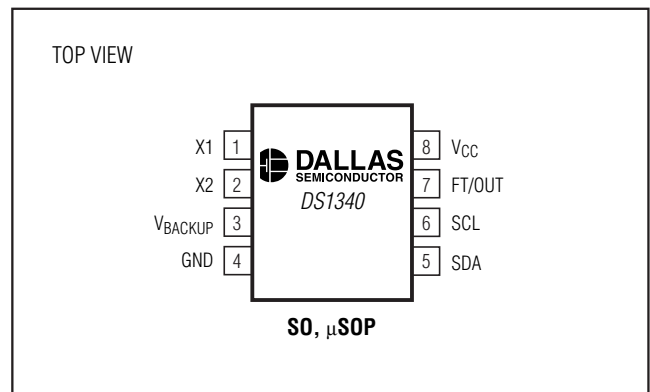 TOP VIEW
X1 1
X2 2
VBACKUP 3
GND 4
DALLAS
SEMICONDUCTOR
DS1340
8 VCC
7 FT/OUT
6 SCL
5 SDA
SO, μSOP